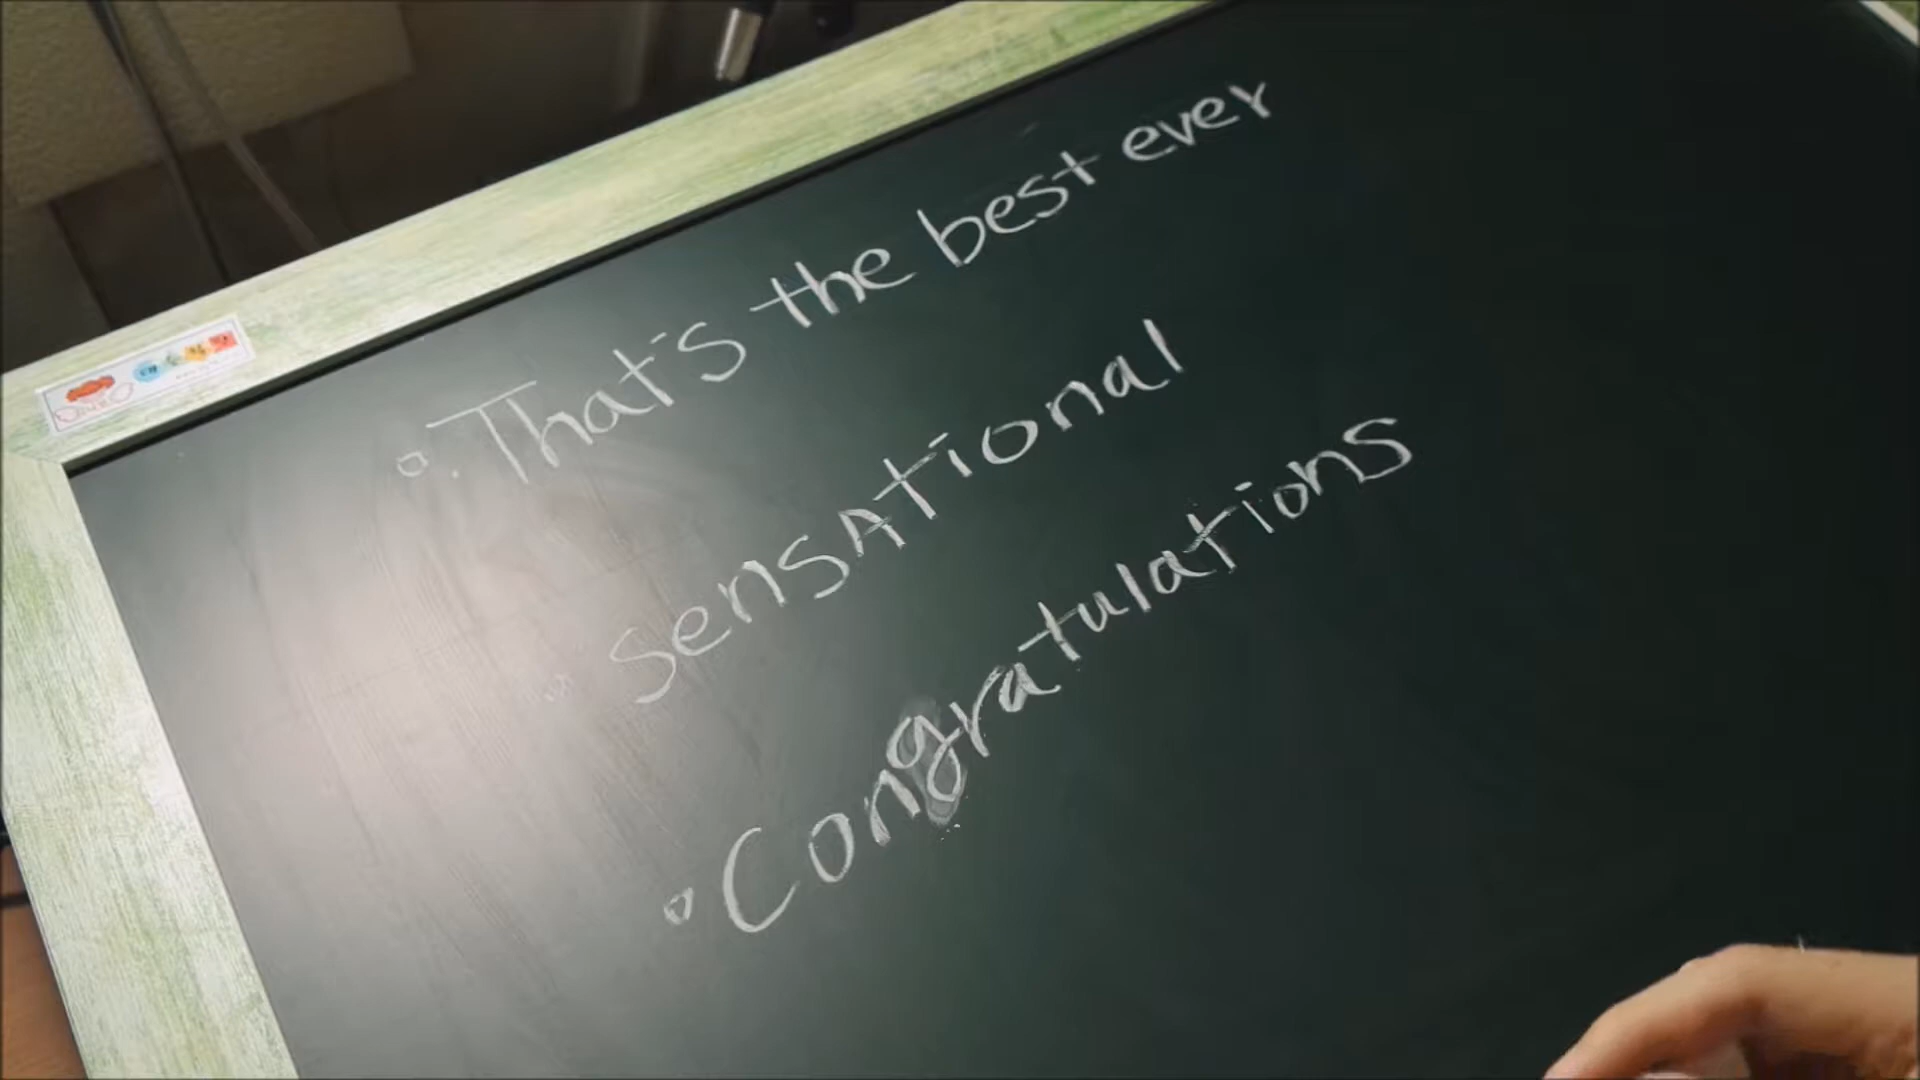 That's the best ever
SensAtional
Congratulations